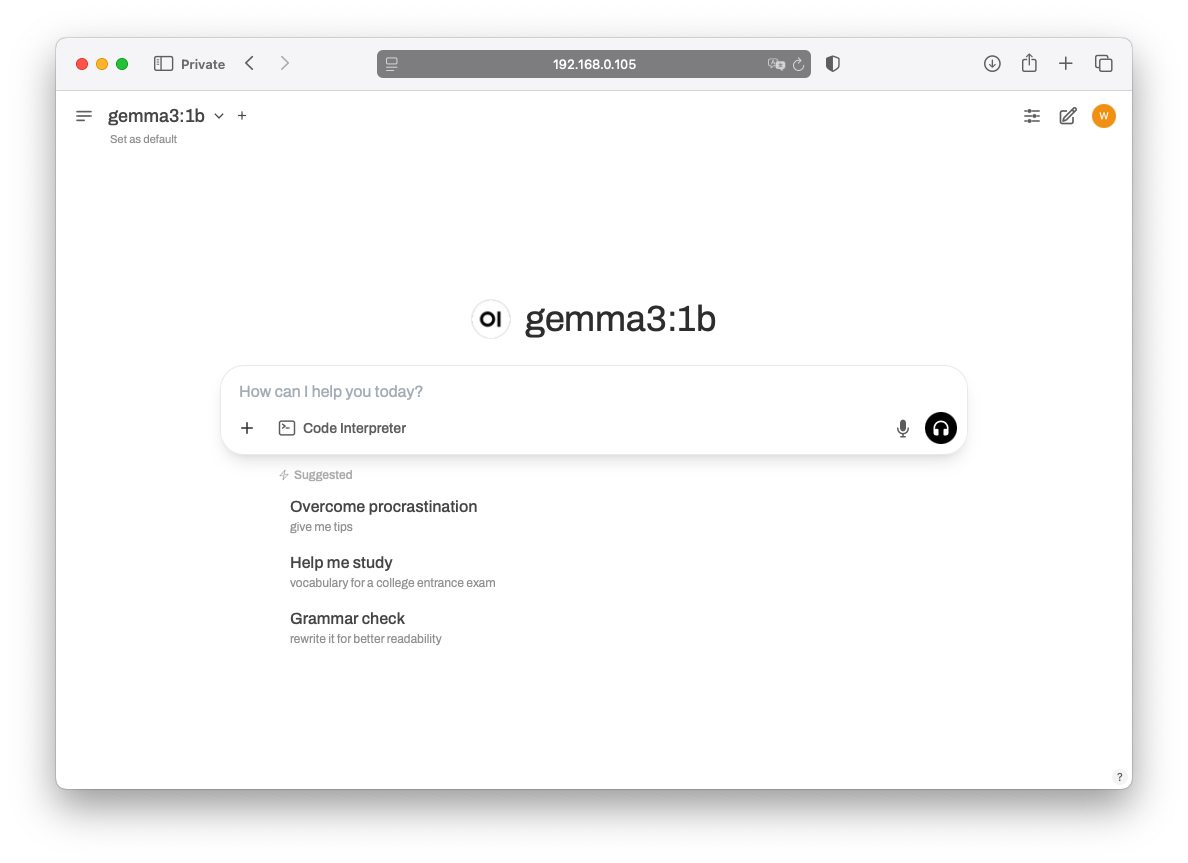 Private
192.168.0.105
gemma3:1b
Set as default
W
OI gemma3:1b
How can I help you today?
Code Interpreter
Suggested
Overcome procrastination
give me tips
Help me study
vocabulary for a college entrance exam
Grammar check
rewrite it for better readability
?